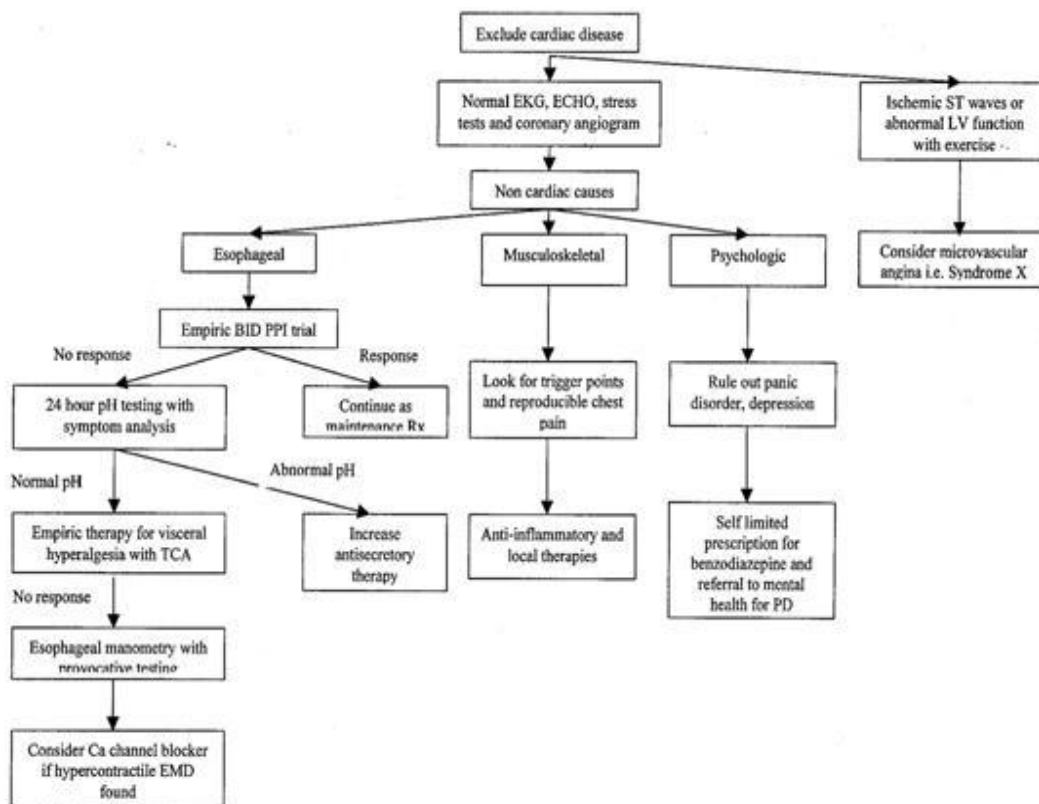 Exclude cardiac disease
Normal EKG, ECHO, stress
tests and coronary angiogram
Ischemic ST waves or
abnormal LV function
with exercise
Non cardiac causes
Esophageal
Musculoskeletal
Psychologic
Consider microvascular
angina i.e. Syndrome X
Empiric BID PPI trial
No response
Response
24 hour pH testing with
symptom analysis
Continue as
maintenance Rx
Look for trigger points
and reproducible chest
pain
Rule out panic
disorder, depression
Normal pH
Abnormal pH
Empiric therapy for visceral
hyperalgesia with TCA
Increase
antisecretory
therapy
Anti-inflammatory and
local therapies
Self limited
prescription for
benzodiazepine and
referral to mental
health for PD
No response
Esophageal manometry with
provocative testing
Consider Ca channel blocker
if hypercontractile EMD
found